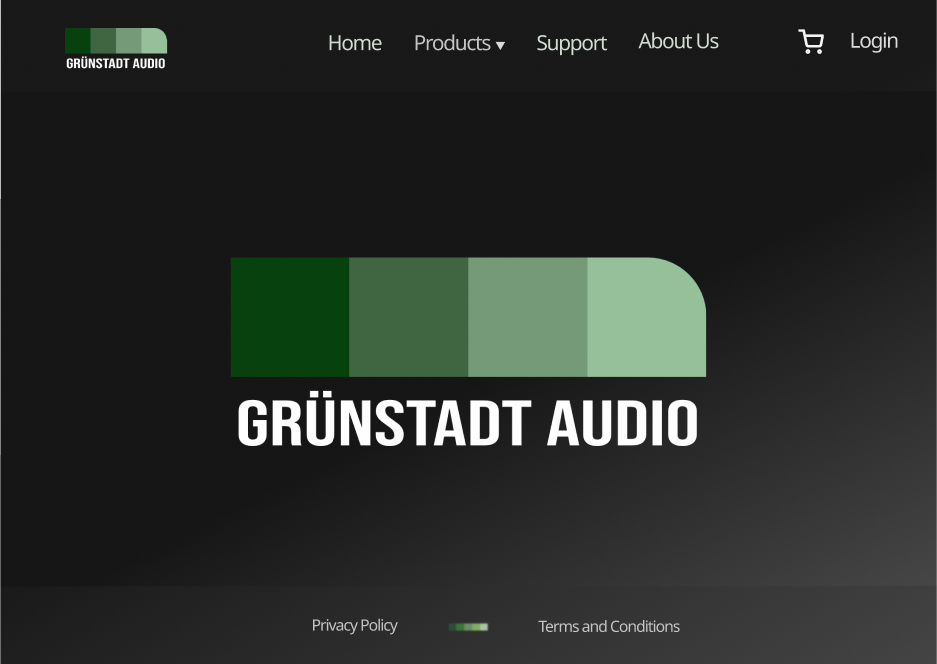 GRÜNSTADT AUDIO
Home Products ▼ Support About Us Login
GRÜNSTADT AUDIO
Privacy Policy Terms and Conditions